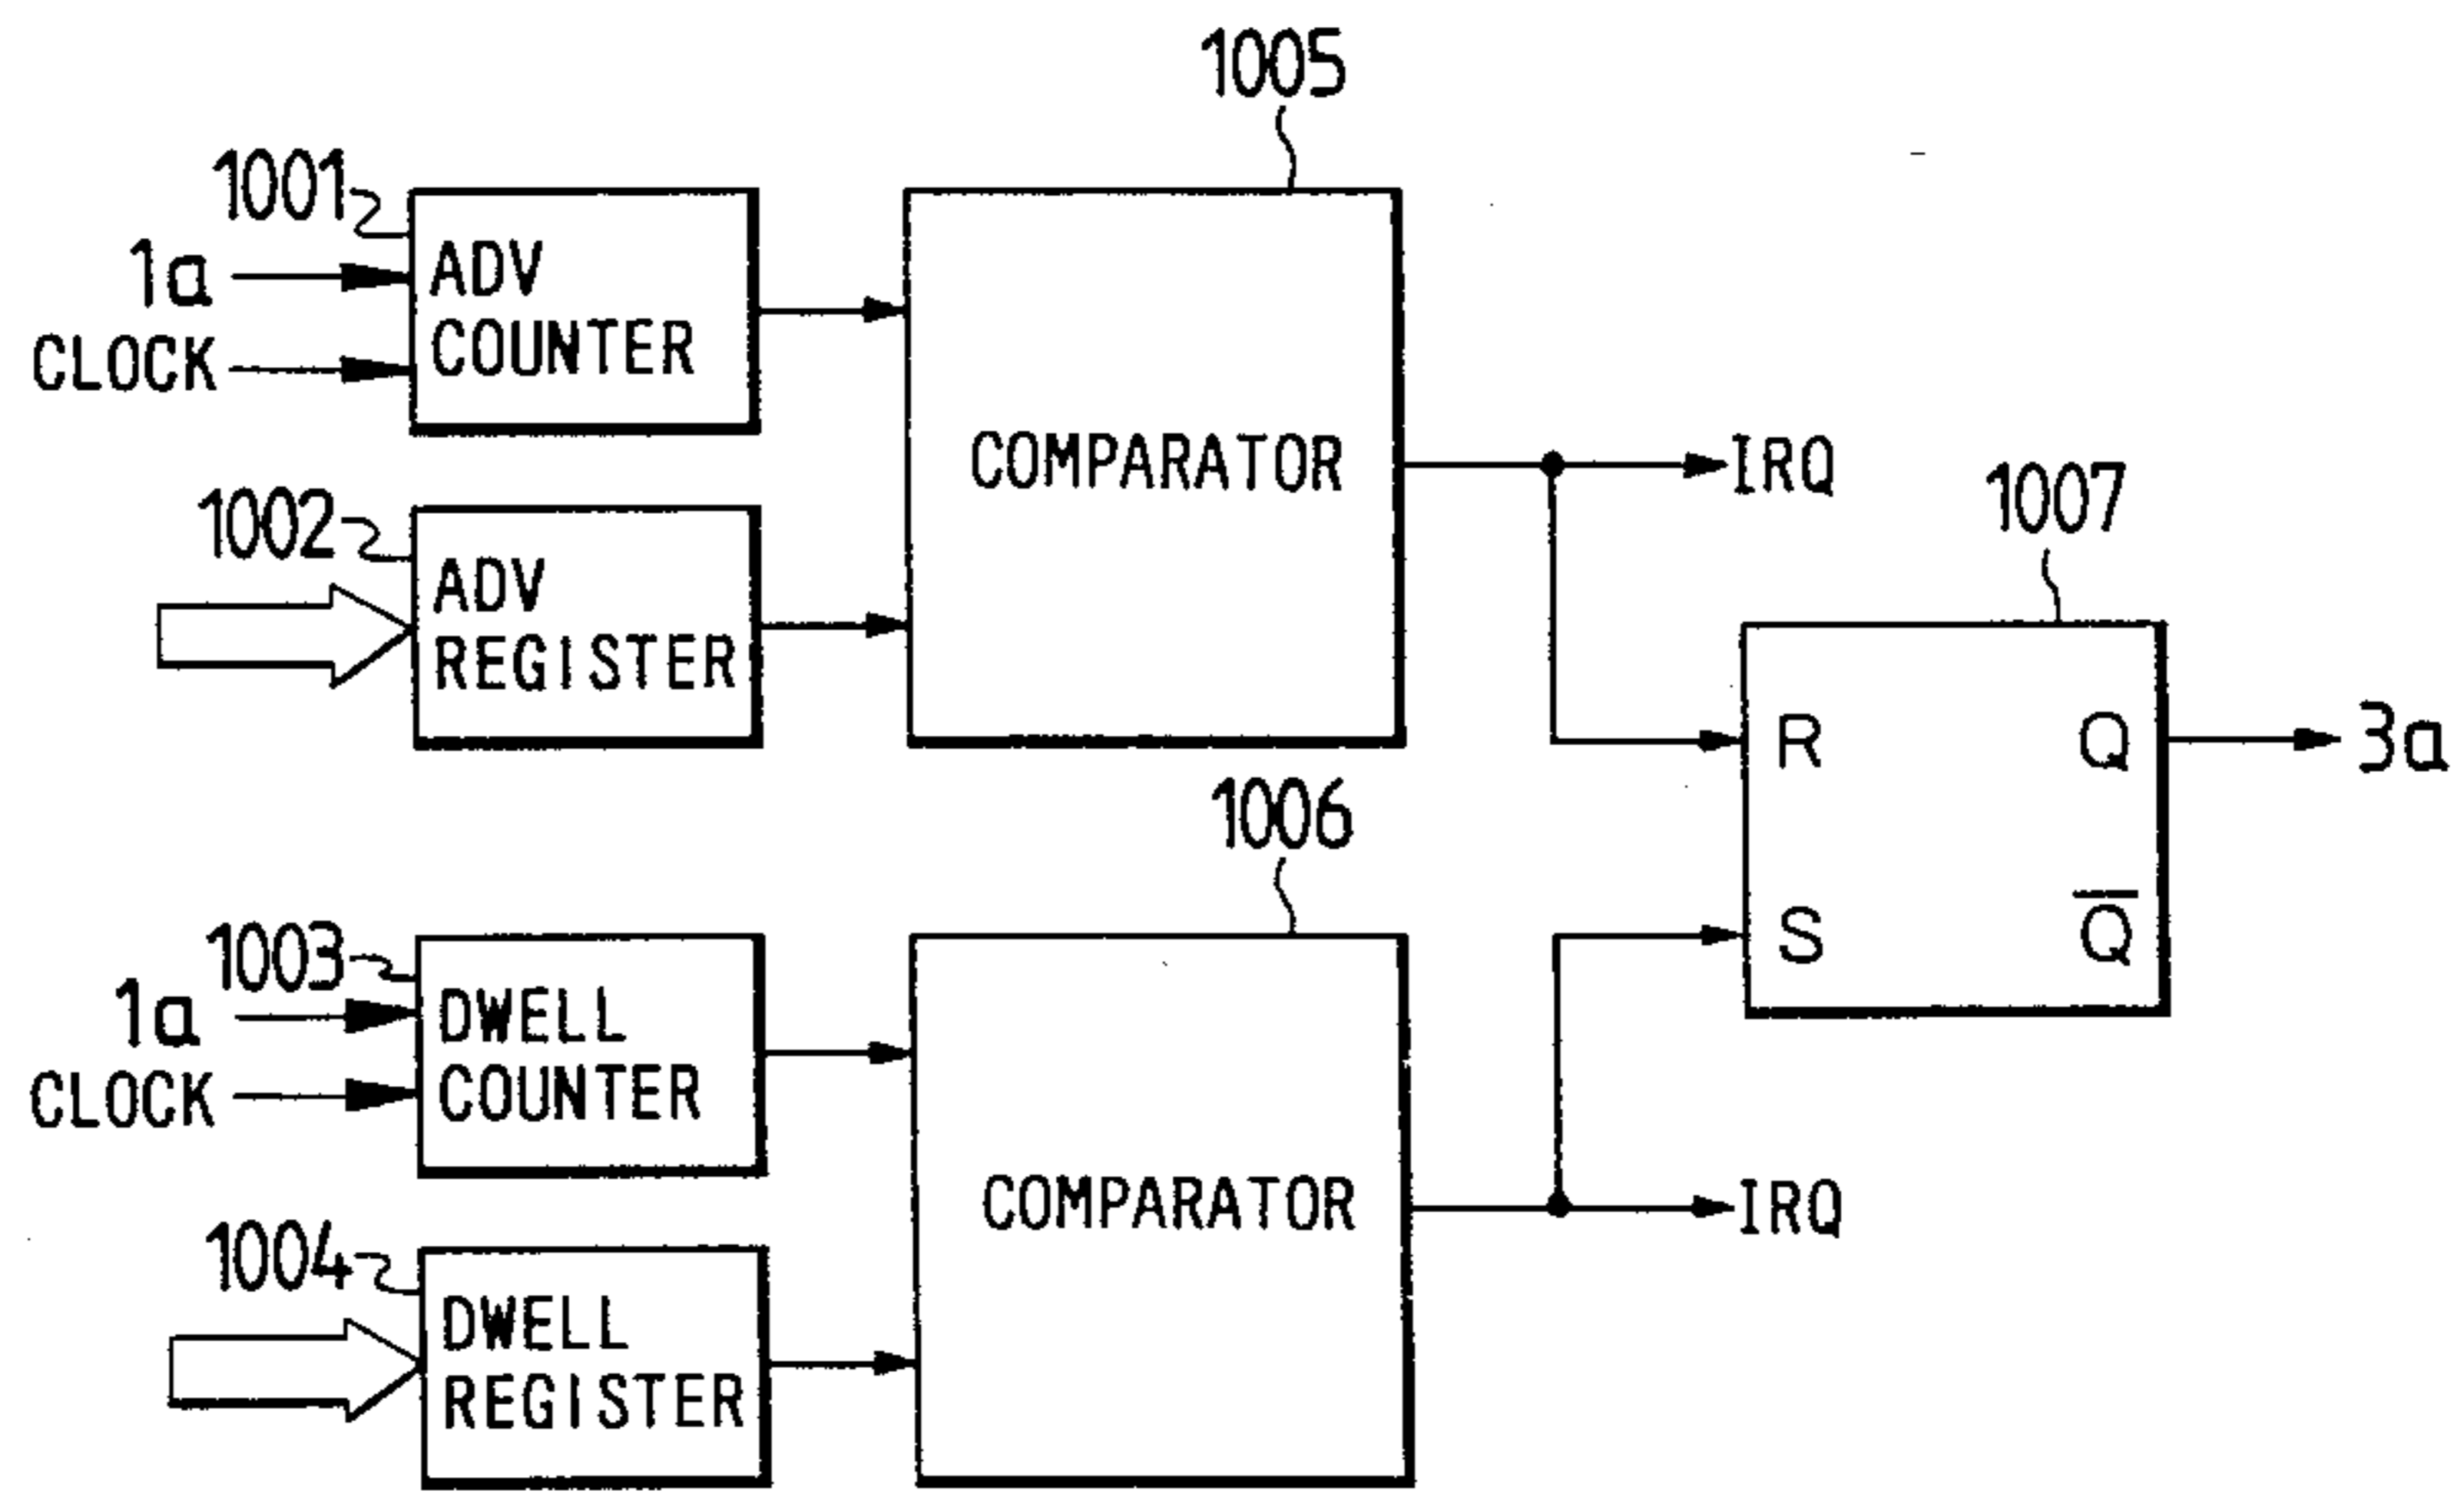 1005
1001
1a
CLOCK
ADV
COUNTER
COMPARATOR
IRQ
1002
ADV
REGISTER
1007
R
Q
3a
S
Q̅
1006
1003
1a
CLOCK
DWELL
COUNTER
COMPARATOR
IRQ
1004
DWELL
REGISTER